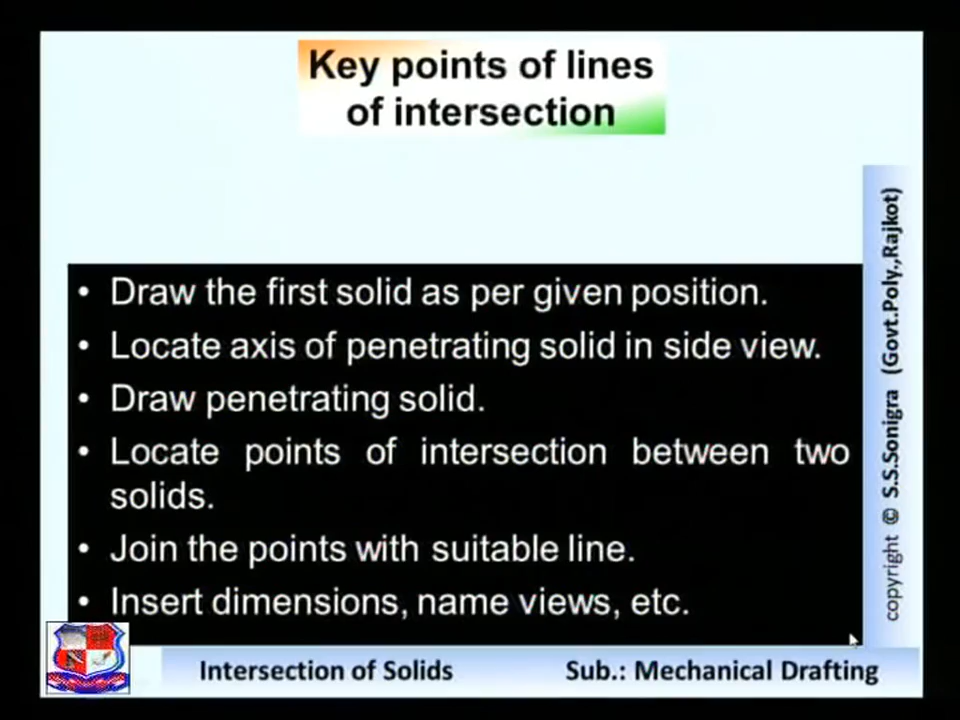 Key points of lines
of intersection
• Draw the first solid as per given position.
• Locate axis of penetrating solid in side view.
• Draw penetrating solid.
• Locate points of intersection between two
solids.
• Join the points with suitable line.
• Insert dimensions, name views, etc.
copyright © S.S.Sonigra (Govt.Poly.,Rajkot)
Intersection of Solids
Sub.: Mechanical Drafting